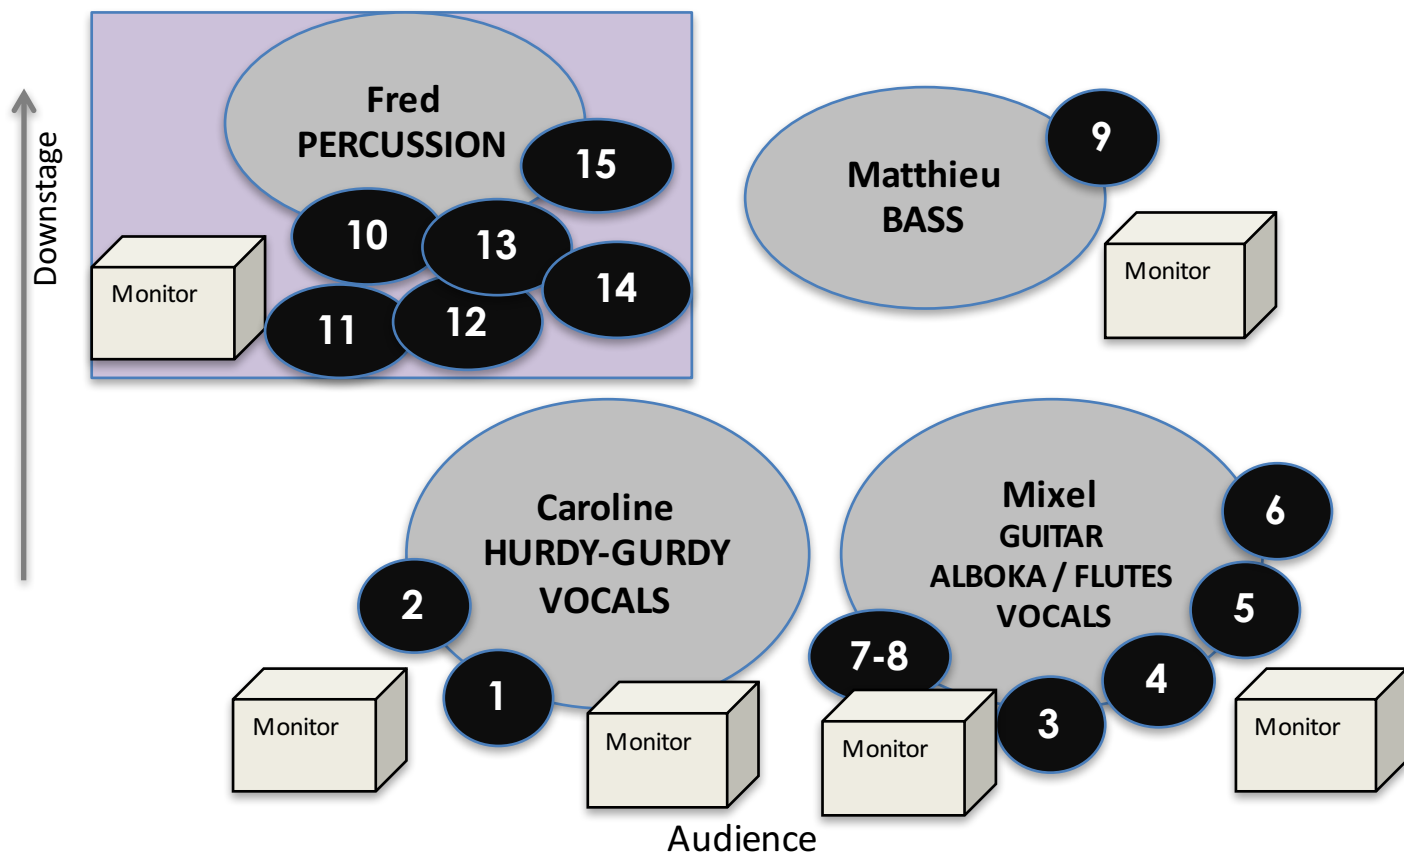 Downstage
Fred
PERCUSSION
15
10
13
14
11
12
Monitor
Matthieu
BASS
9
Monitor
Caroline
HURDY-GURDY
VOCALS
2
1
Monitor
Monitor
Mixel
GUITAR
ALBOKA / FLUTES
VOCALS
6
5
4
3
7-8
Monitor
Monitor
Audience